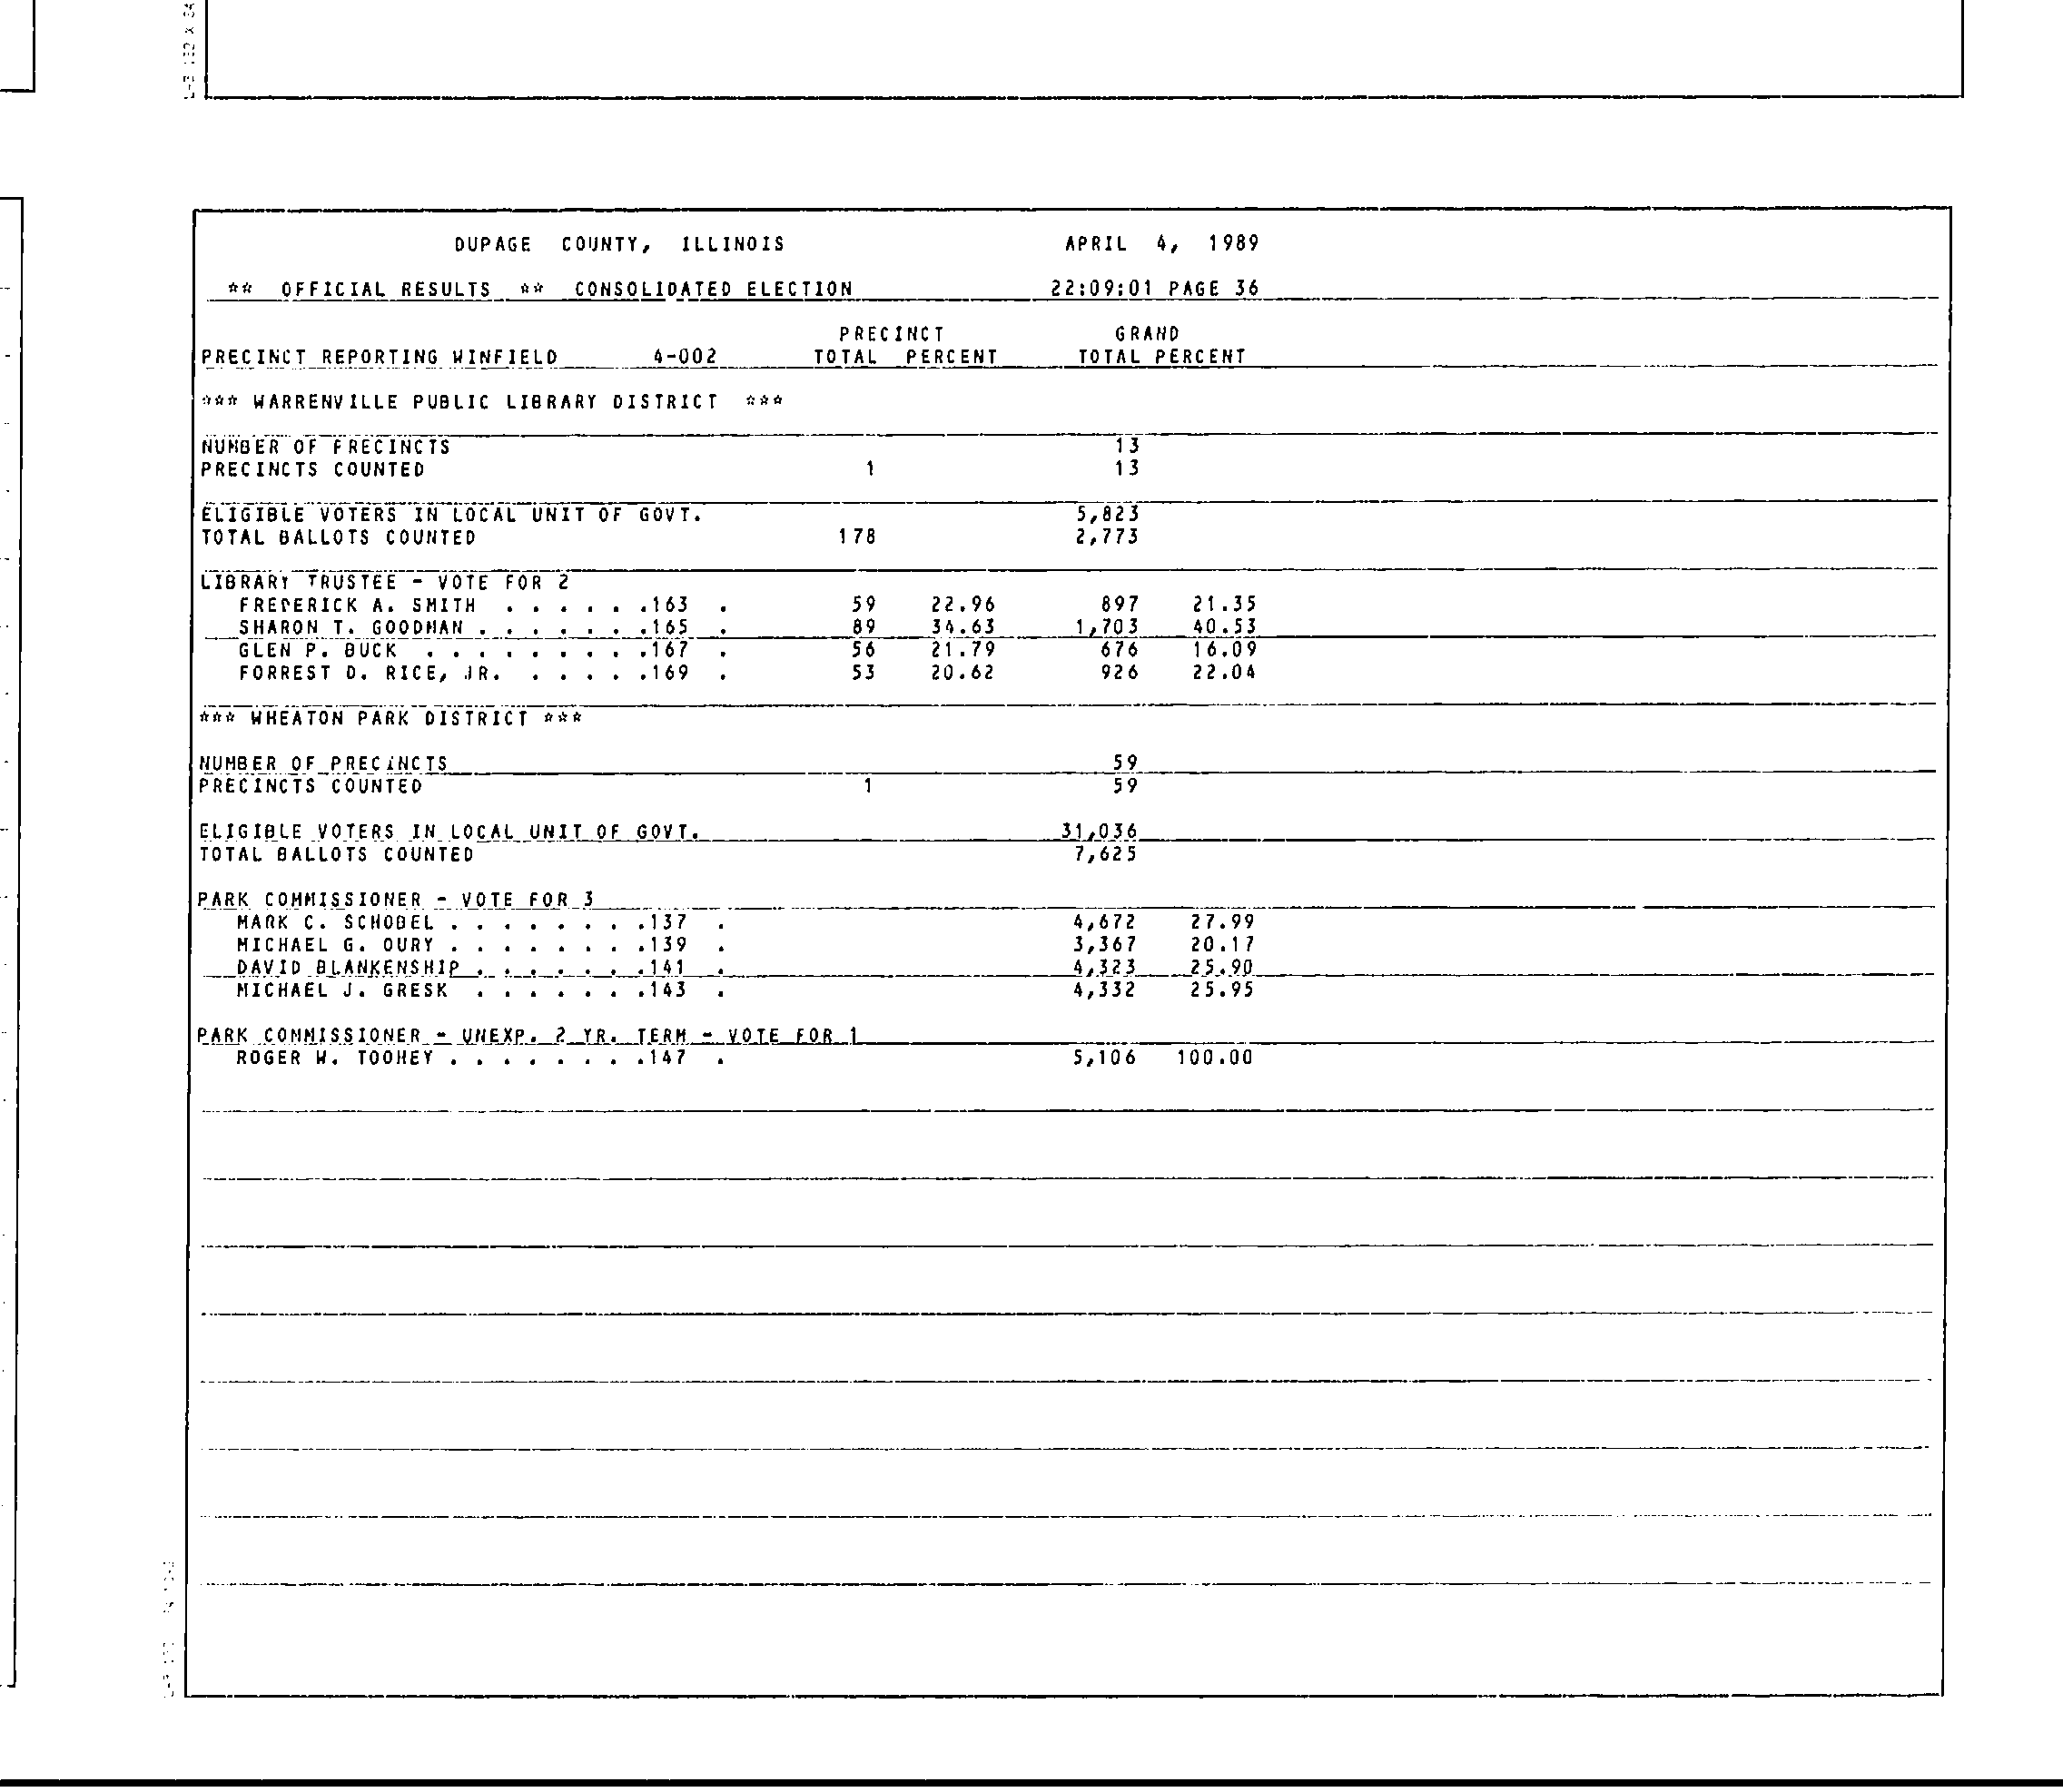 DUPAGE COUNTY, ILLINOIS APRIL 4, 1989
** OFFICIAL RESULTS ** CONSOLIDATED ELECTION 22:09:01 PAGE 36
PRECINCT GRAND
PRECINCT REPORTING WINFIELD 4-002 TOTAL PERCENT TOTAL PERCENT
*** WARRENVILLE PUBLIC LIBRARY DISTRICT ***
NUMBER OF PRECINCTS 13
PRECINCTS COUNTED 1 13
ELIGIBLE VOTERS IN LOCAL UNIT OF GOVT. 5,823
TOTAL BALLOTS COUNTED 178 2,773
LIBRARY TRUSTEE - VOTE FOR 2
FREDERICK A. SMITH . . . . . .163 . 59 22.96 897 21.35
SHARON T. GOODMAN . . . . . . .165 . 89 34.63 1,703 40.53
GLEN P. BUCK . . . . . . . . .167 . 56 21.79 676 16.09
FORREST D. RICE, JR. . . . . .169 . 53 20.62 926 22.04
*** WHEATON PARK DISTRICT ***
NUMBER OF PRECINCTS 59
PRECINCTS COUNTED 1 59
ELIGIBLE VOTERS IN LOCAL UNIT OF GOVT. 31,036
TOTAL BALLOTS COUNTED 7,625
PARK COMMISSIONER - VOTE FOR 3
MARK C. SCHOBEL . . . . . . . .137 . 4,672 27.99
MICHAEL G. OURY . . . . . . . .139 . 3,367 20.17
DAVID BLANKENSHIP . . . . . . .141 . 4,323 25.90
MICHAEL J. GRESK . . . . . . .143 . 4,332 25.95
PARK COMMISSIONER - UNEXP. 2 YR. TERM - VOTE FOR 1
ROGER W. TOOHEY . . . . . . . .147 . 5,106 100.00